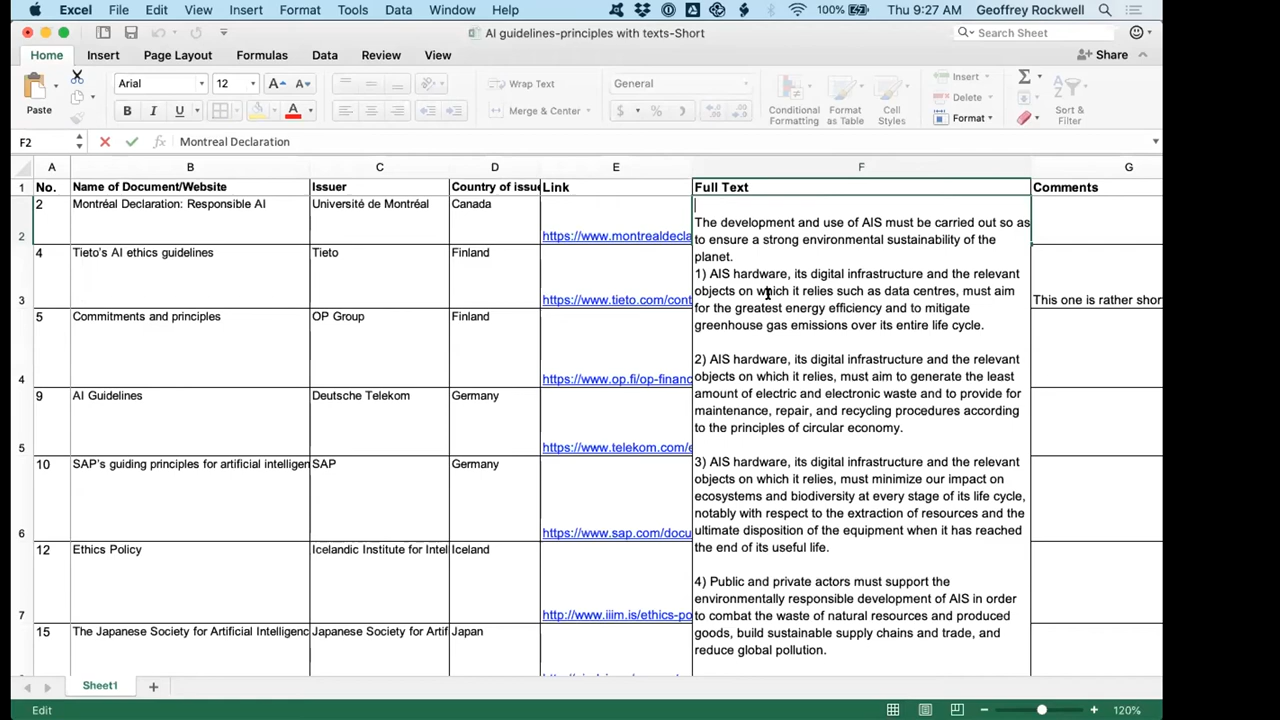 Excel File Edit View Insert Format Tools Data Window Help 100% Thu 9:27 AM Geoffrey Rockwell
AI guidelines-principles with texts-Short
Search Sheet
Home Insert Page Layout Formulas Data Review View
Share
Paste
Arial 12
A A
B I U A
Wrap Text
Merge & Center
General
$ %
Conditional Formatting
Format as Table
Cell Styles
Insert
Delete
Format
Sort & Filter
F2 fx Montreal Declaration
A B C D E F G
1 No. Name of Document/Website Issuer Country of issue Link Full Text Comments
2 2 Montréal Declaration: Responsible AI Université de Montréal Canada https://www.montrealdecla
3 4 Tieto's AI ethics guidelines Tieto Finland https://www.tieto.com/cont This one is rather shor
4 5 Commitments and principles OP Group Finland https://www.op.fi/op-financ
5 9 AI Guidelines Deutsche Telekom Germany https://www.telekom.com/e
6 10 SAP's guiding principles for artificial intelligen SAP Germany https://www.sap.com/docu
7 12 Ethics Policy Icelandic Institute for Intel Iceland http://www.iiim.is/ethics-po
15 The Japanese Society for Artificial Intelligenc Japanese Society for Artif Japan
The development and use of AIS must be carried out so as
to ensure a strong environmental sustainability of the
planet.
1) AIS hardware, its digital infrastructure and the relevant
objects on which it relies such as data centres, must aim
for the greatest energy efficiency and to mitigate
greenhouse gas emissions over its entire life cycle.
2) AIS hardware, its digital infrastructure and the relevant
objects on which it relies, must aim to generate the least
amount of electric and electronic waste and to provide for
maintenance, repair, and recycling procedures according
to the principles of circular economy.
3) AIS hardware, its digital infrastructure and the relevant
objects on which it relies, must minimize our impact on
ecosystems and biodiversity at every stage of its life cycle,
notably with respect to the extraction of resources and the
ultimate disposition of the equipment when it has reached
the end of its useful life.
4) Public and private actors must support the
environmentally responsible development of AIS in order
to combat the waste of natural resources and produced
goods, build sustainable supply chains and trade, and
reduce global pollution.
Sheet1
Edit 120%